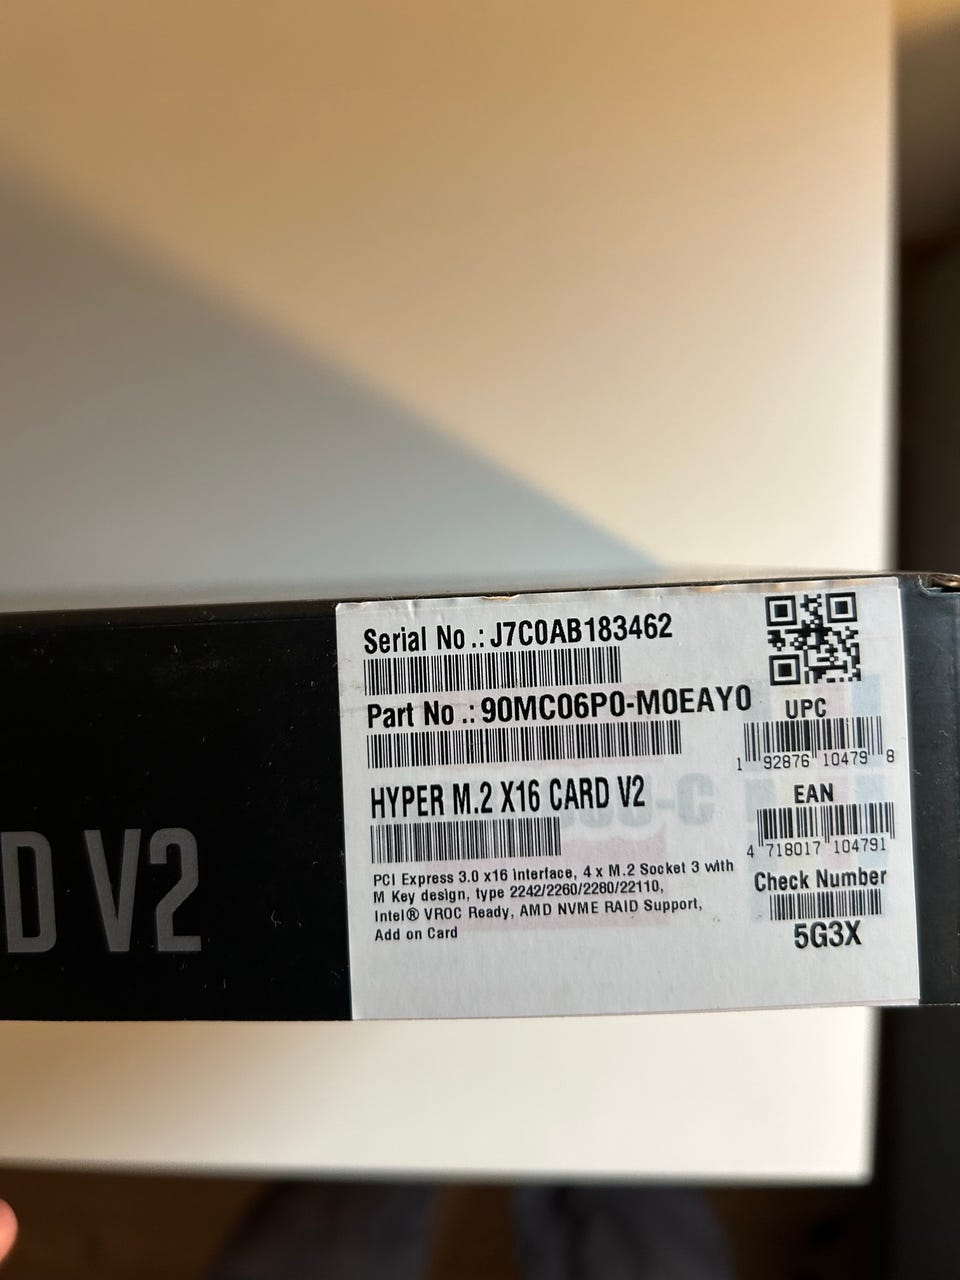 D V2
Serial No .: J7C0AB183462
Part No .: 90MC06P0-M0EAY0
UPC
1 92876 10479 8
HYPER M.2 X16 CARD V2
EAN
4 718017 104791
PCI Express 3.0 x16 interface, 4 x M.2 Socket 3 with
M Key design, type 2242/2260/2280/22110,
Intel® VROC Ready, AMD NVME RAID Support,
Add on Card
Check Number
5G3X